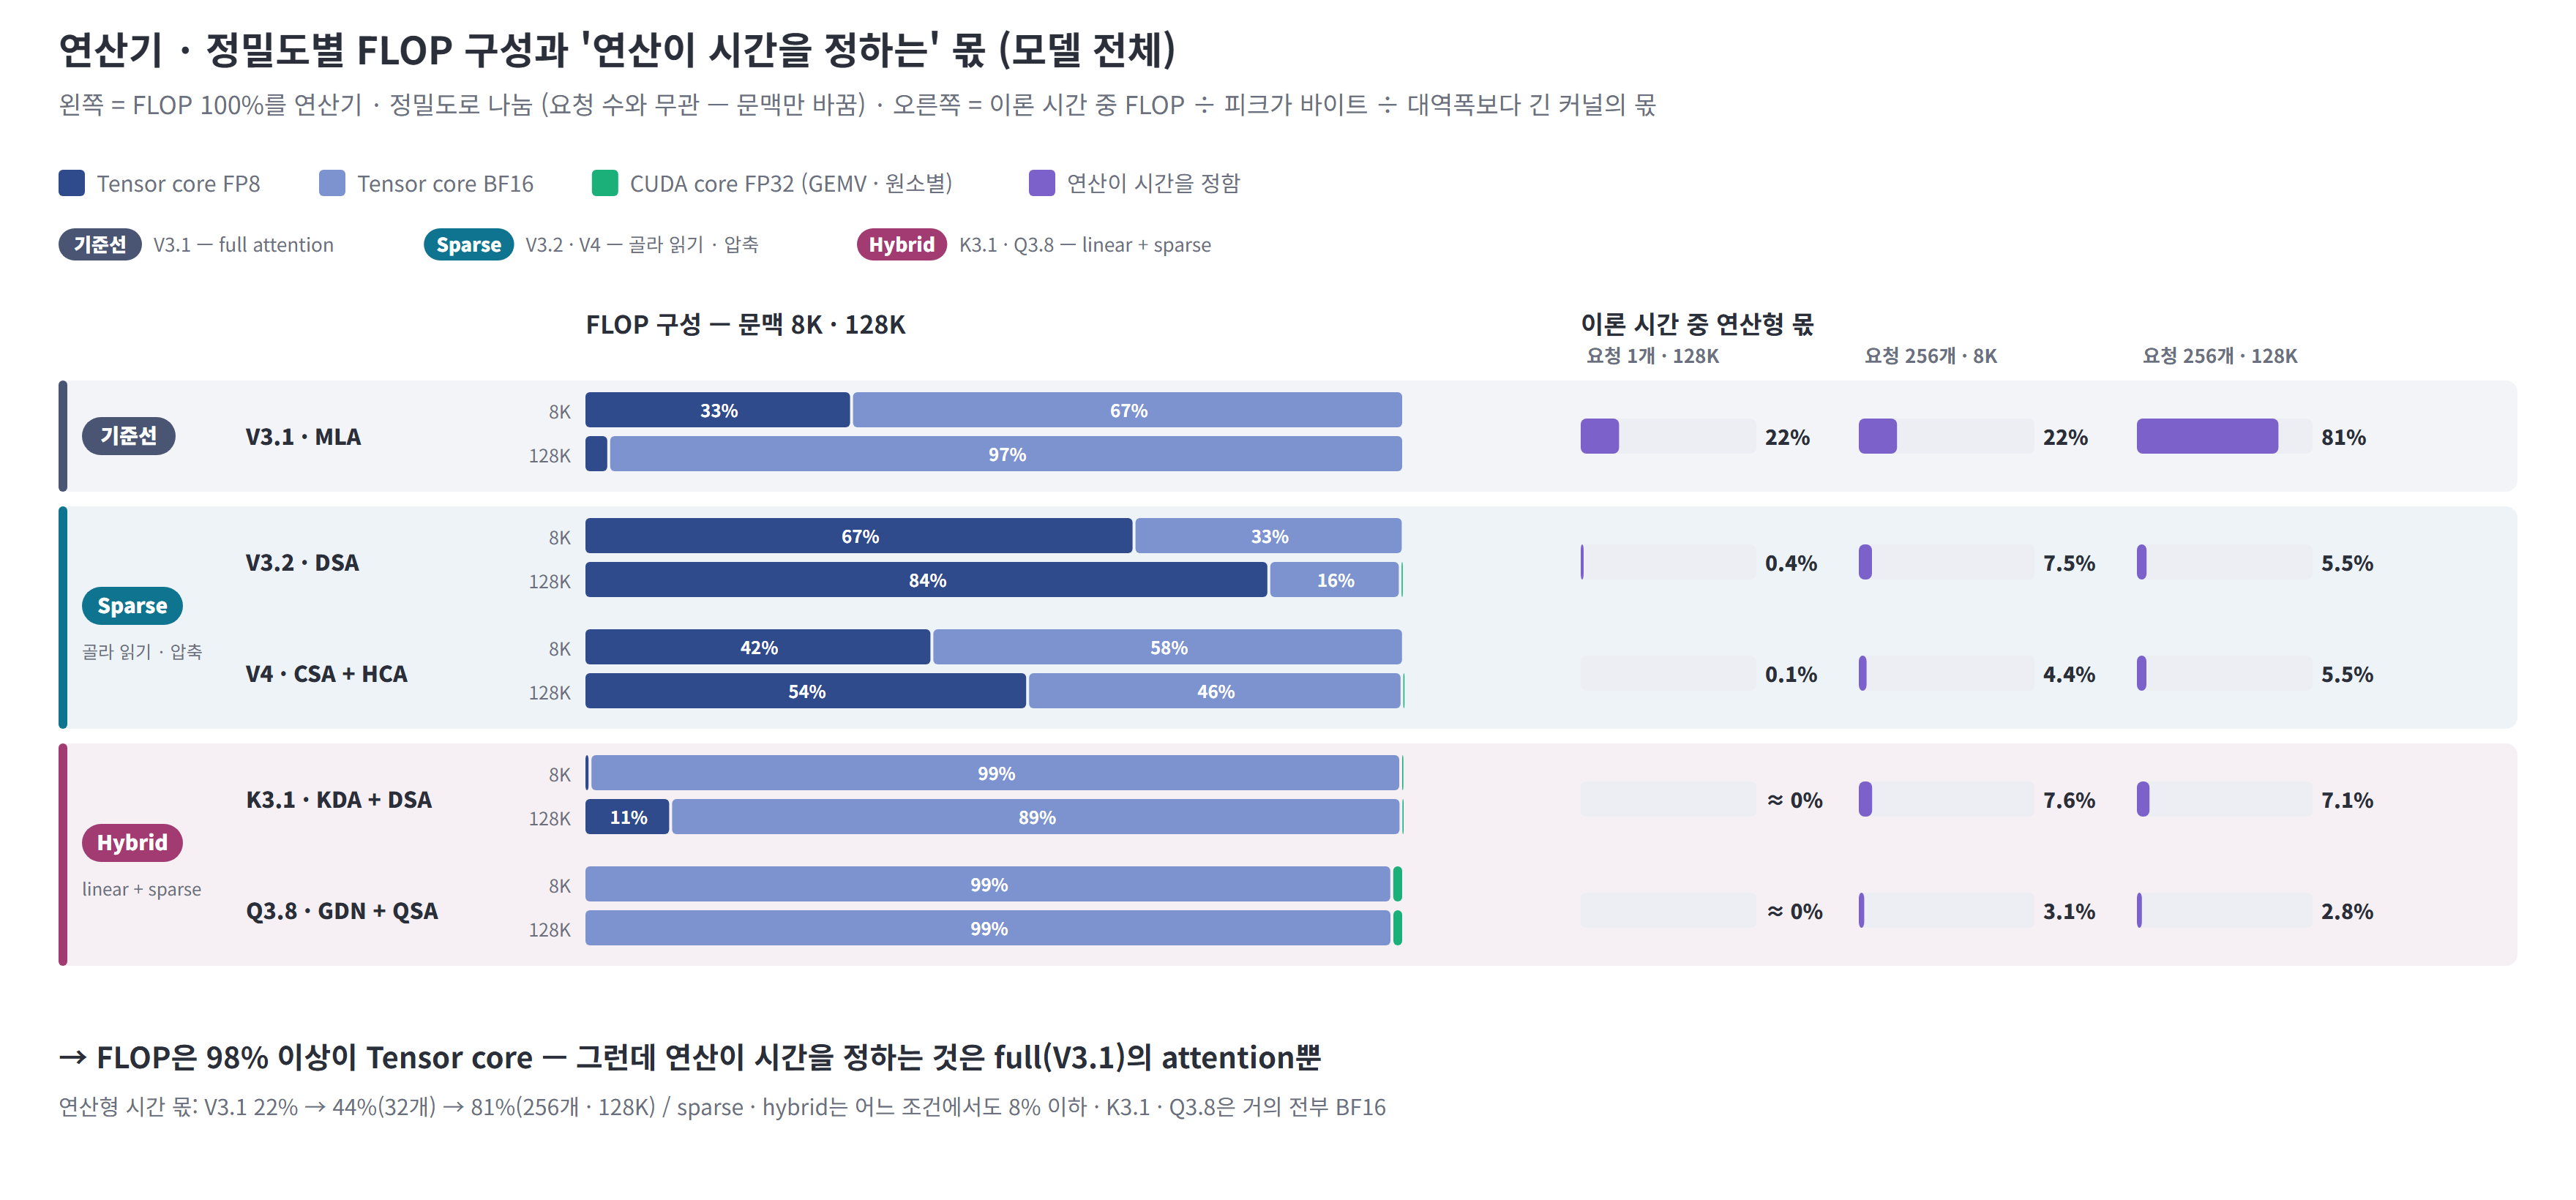 연산기 · 정밀도별 FLOP 구성과 '연산이 시간을 정하는' 몫 (모델 전체)
왼쪽 = FLOP 100%를 연산기 · 정밀도로 나눔 (요청 수와 무관 — 문맥만 바꿈) · 오른쪽 = 이론 시간 중 FLOP ÷ 피크가 바이트 ÷ 대역폭보다 긴 커널의 몫
Tensor core FP8 Tensor core BF16 CUDA core FP32 (GEMV · 원소별) 연산이 시간을 정함
기준선 V3.1 — full attention Sparse V3.2 · V4 — 골라 읽기 · 압축 Hybrid K3.1 · Q3.8 — linear + sparse
FLOP 구성 — 문맥 8K · 128K 이론 시간 중 연산형 몫
요청 1개 · 128K 요청 256개 · 8K 요청 256개 · 128K
8K 33% 67%
기준선 V3.1 · MLA 22% 22% 81%
128K 97%
8K 67% 33%
V3.2 · DSA 0.4% 7.5% 5.5%
128K 84% 16%
Sparse
골라 읽기 · 압축
8K 42% 58%
V4 · CSA + HCA 0.1% 4.4% 5.5%
128K 54% 46%
8K 99%
K3.1 · KDA + DSA ≈ 0% 7.6% 7.1%
128K 11% 89%
Hybrid
linear + sparse
8K 99%
Q3.8 · GDN + QSA ≈ 0% 3.1% 2.8%
128K 99%
→ FLOP은 98% 이상이 Tensor core — 그런데 연산이 시간을 정하는 것은 full(V3.1)의 attention뿐
연산형 시간 몫: V3.1 22% → 44%(32개) → 81%(256개 · 128K) / sparse · hybrid는 어느 조건에서도 8% 이하 · K3.1 · Q3.8은 거의 전부 BF16